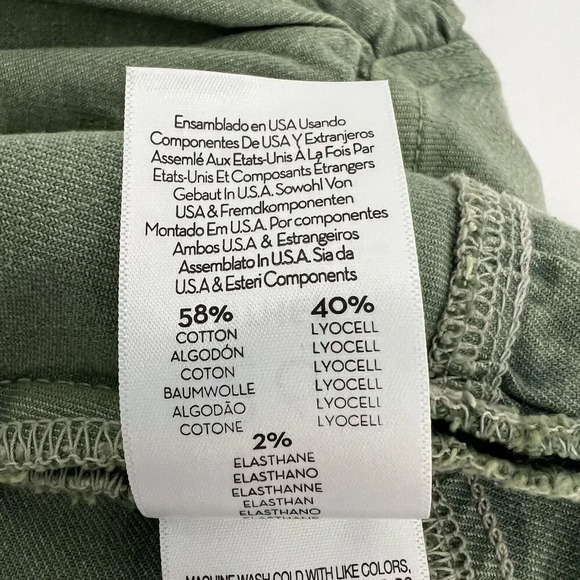 Ensamblado en USA Usando
Componentes De USA Y Extranjeros
Assemlé Aux Etats-Unis À La Fois Par
Etats-Unis Et Composants Étrangers
Gebaut In U.S.A. Sowohl Von
USA & Fremdkomponenten
Montado Em U.S.A. Por componentes
Ambos U.S.A & Estrangeiros
Assemblato In U.S.A. Sia da
U.S.A & Esteri Components
58% 40%
COTTON LYOCELL
ALGODÓN LYOCELL
COTON LYOCELL
BAUMWOLLE LYOCELL
ALGODÃO LYOCELL
COTONE LYOCELL
2%
ELASTHANE
ELASTHANO
ELASTHANNE
ELASTHAN
ELASTHANO
MACHINE WASH COLD WITH LIKE COLORS,